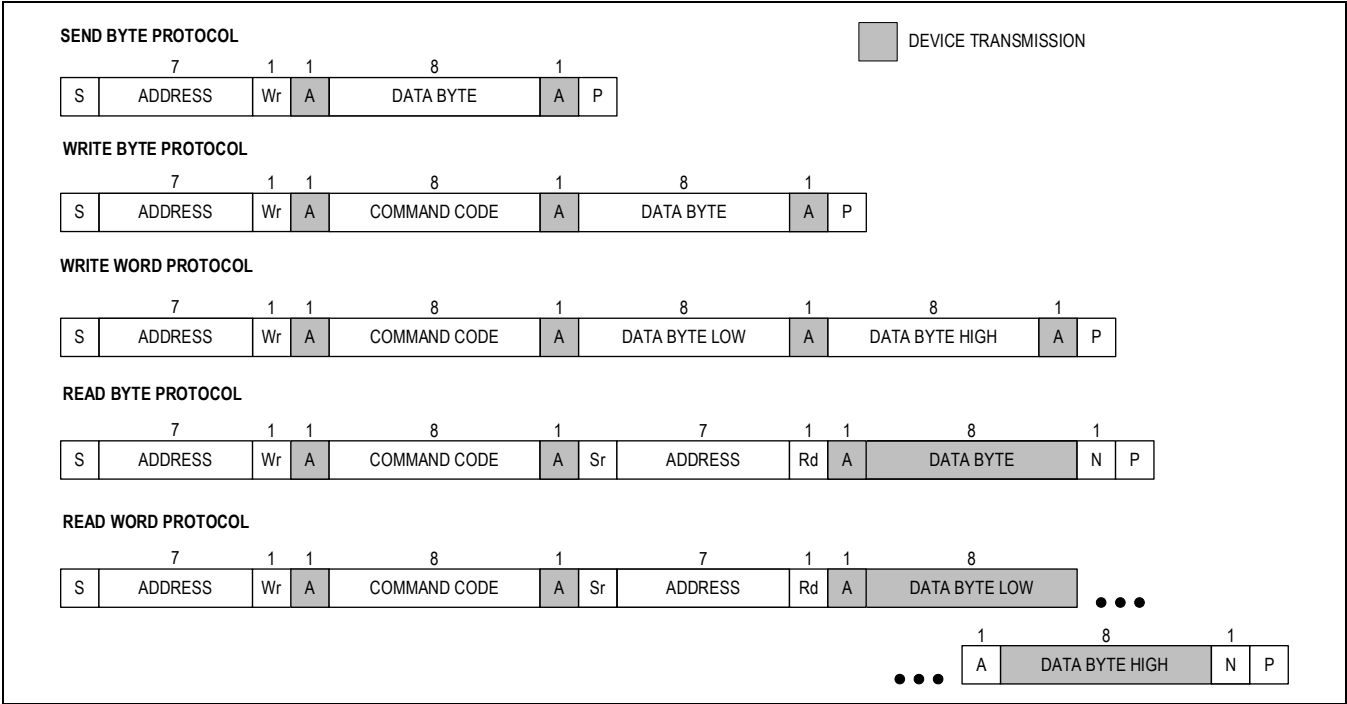 SEND BYTE PROTOCOL DEVICE TRANSMISSION
7 1 1 8 1
S ADDRESS Wr A DATA BYTE A P
WRITE BYTE PROTOCOL
7 1 1 8 1 8 1
S ADDRESS Wr A COMMAND CODE A DATA BYTE A P
WRITE WORD PROTOCOL
7 1 1 8 1 8 1 8 1
S ADDRESS Wr A COMMAND CODE A DATA BYTE LOW A DATA BYTE HIGH A P
READ BYTE PROTOCOL
7 1 1 8 1 7 1 1 8 1
S ADDRESS Wr A COMMAND CODE A Sr ADDRESS Rd A DATA BYTE N P
READ WORD PROTOCOL
7 1 1 8 1 7 1 1 8
S ADDRESS Wr A COMMAND CODE A Sr ADDRESS Rd A DATA BYTE LOW •••
1 8 1
••• A DATA BYTE HIGH N P